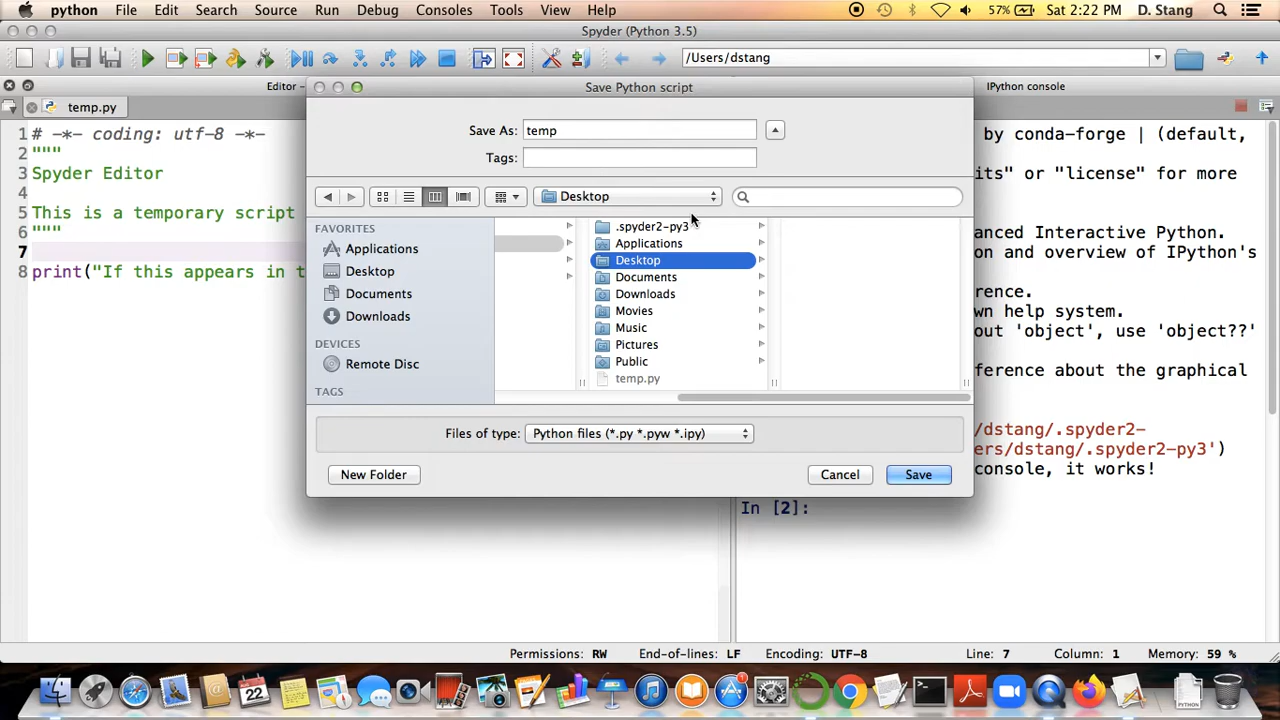 python File Edit Search Source Run Debug Consoles Tools View Help 57% Sat 2:22 PM D. Stang
Spyder (Python 3.5)
/Users/dstang
Editor –
Save Python script
IPython console
temp.py
Save As: temp
Tags:
Desktop
1 # -*- coding: utf-8 -*-
2 """
3 Spyder Editor
4
5 This is a temporary script
6 """
7
8 print("If this appears in t
FAVORITES
Applications
Desktop
Documents
Downloads
DEVICES
Remote Disc
TAGS
.spyder2-py3
Applications
Desktop
Documents
Downloads
Movies
Music
Pictures
Public
temp.py
Files of type: Python files (*.py *.pyw *.ipy)
New Folder Cancel Save
by conda-forge | (default,
its" or "license" for more
anced Interactive Python.
on and overview of IPython's
rence.
wn help system.
out 'object', use 'object??'
ference about the graphical
/dstang/.spyder2-
ers/dstang/.spyder2-py3')
console, it works!
In [2]:
Permissions: RW End-of-lines: LF Encoding: UTF-8 Line: 7 Column: 1 Memory: 59 %
22
PYTHON